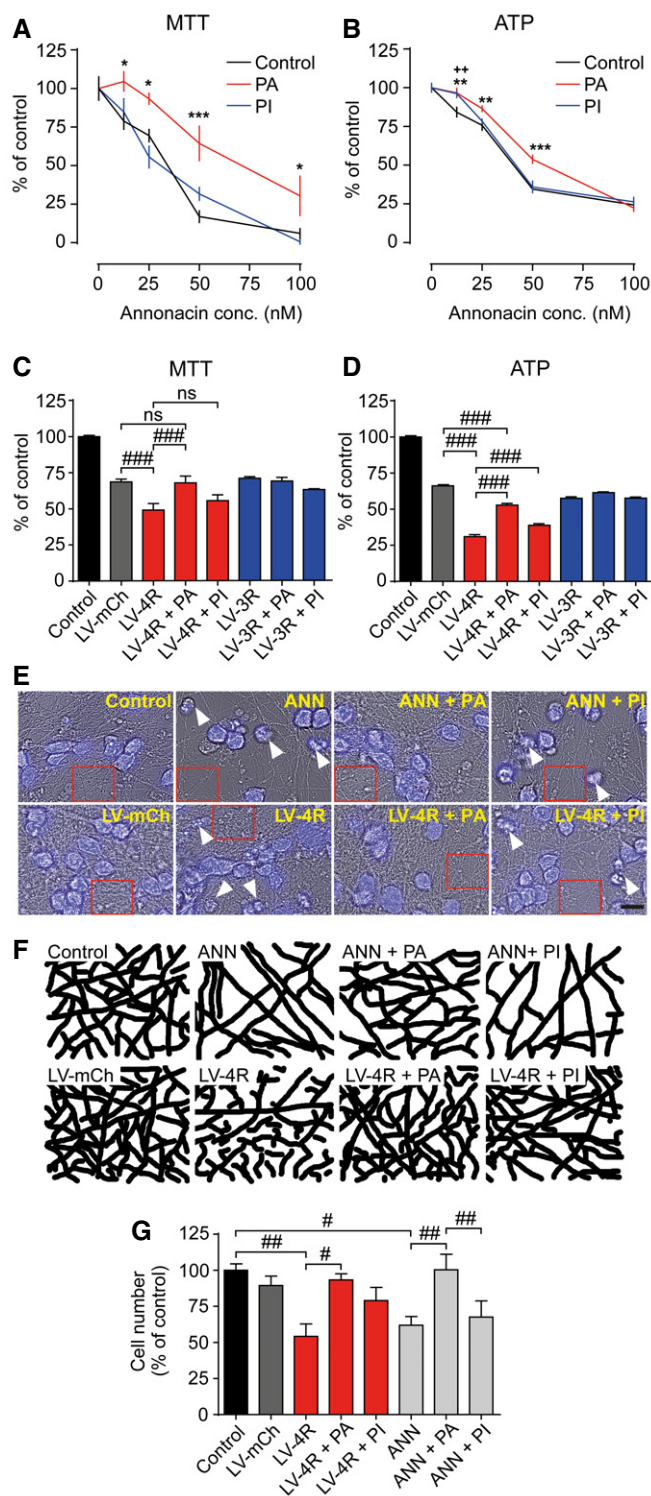 A
MTT
125
100
75
50
25
0
% of control
Control
PA
PI
*
*
***
*
0
25
50
100
Annonacin conc. (nM)
B
ATP
125
100
75
50
25
0
% of control
Control
PA
PI
++
**
**
***
0
25
50
100
Annonacin conc. (nM)
C
MTT
125
100
75
50
25
0
% of control
ns
ns
###
###
Control
LV-mCh
LV-4R
LV-4R + PA
LV-4R + PI
LV-3R
LV-3R + PA
LV-3R + PI
D
ATP
125
100
75
50
25
0
% of control
###
###
###
###
Control
LV-mCh
LV-4R
LV-4R + PA
LV-4R + PI
LV-3R
LV-3R + PA
LV-3R + PI
E
Control
ANN
ANN + PA
ANN + PI
LV-mCh
LV-4R
LV-4R + PA
LV-4R + PI
F
Control
ANN
ANN + PA
ANN+ PI
LV-mCh
LV-4R
LV-4R + PA
LV-4R + PI
G
125
100
75
50
25
0
Cell number
(% of control)
#
##
#
##
##
Control
LV-mCh
LV-4R
LV-4R + PA
LV-4R + PI
ANN
ANN + PA
ANN + PI